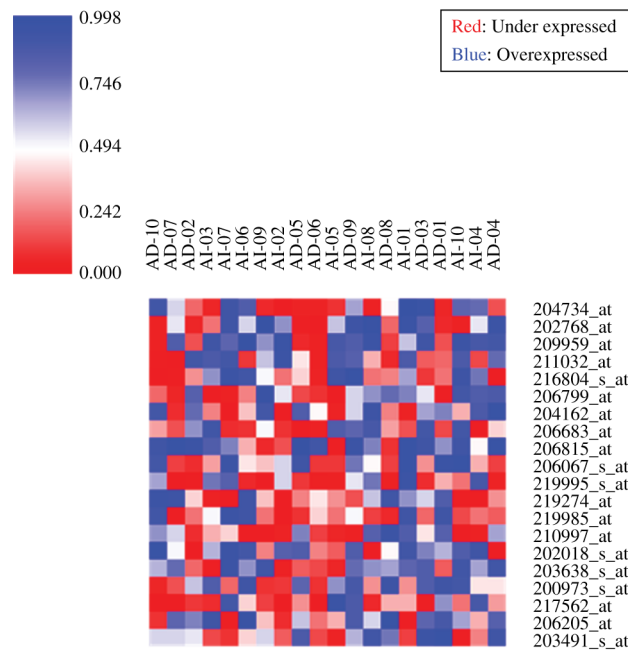 0.998
0.746
0.494
0.242
0.000
Red: Under expressed
Blue: Overexpressed
AD-10
AD-07
AD-02
AI-03
AI-07
AI-06
AI-09
AI-02
AD-05
AD-06
AI-05
AD-09
AI-08
AD-08
AI-01
AD-03
AD-01
AI-10
AI-04
AD-04
204734_at
202768_at
209959_at
211032_at
216804_s_at
206799_at
204162_at
206683_at
206815_at
206067_s_at
219995_s_at
219274_at
219985_at
210997_at
202018_s_at
203638_s_at
200973_s_at
217562_at
206205_at
203491_s_at